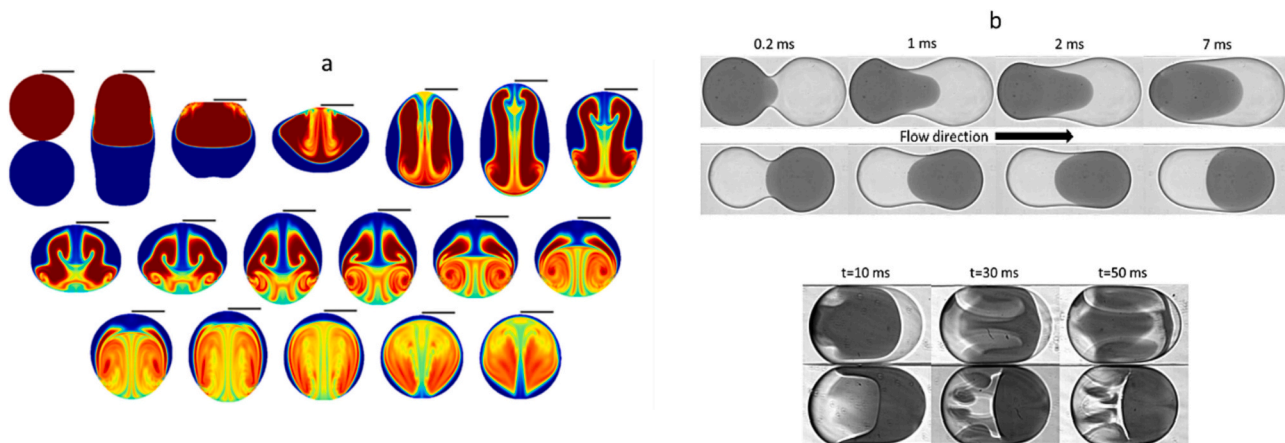 a
b
0.2 ms
1 ms
2 ms
7 ms
Flow direction
t=10 ms
t=30 ms
t=50 ms